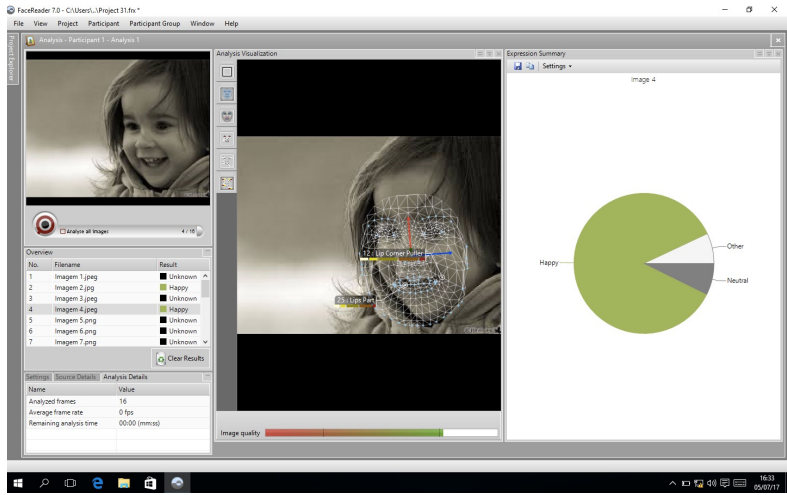 FaceReader 7.0 - C:\Users\...\Project 31.frx *
File View Project Participant Participant Group Window Help
Project Explorer
Analysis - Participant 1 - Analysis 1
Analyse all images 4 / 16
Overview
No. Filename Result
1 Imagem 1.jpeg Unknown
2 Imagem 2.jpg Happy
3 Imagem 3.jpeg Unknown
4 Imagem 4.jpeg Happy
5 Imagem 5.png Unknown
6 Imagem 6.png Unknown
7 Imagem 7.png Unknown
Clear Results
Settings Source Details Analysis Details
Name Value
Analyzed frames 16
Average frame rate 0 fps
Remaining analysis time 00:00 (mm:ss)
Analysis Visualization
12 : Lip Corner Puller
25 : Lips Part
Image quality
Expression Summary
Settings
Image 4
Other
Happy
Neutral
16:33
05/07/17